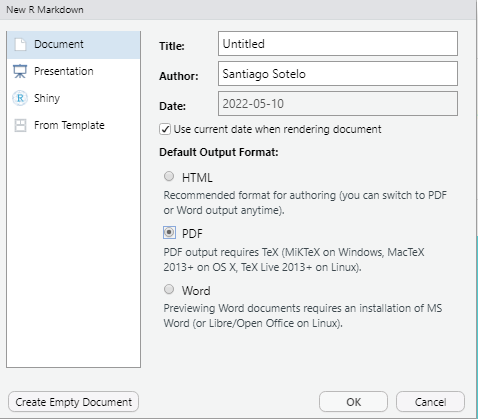 New R Markdown
Document
Presentation
R Shiny
From Template
Title: Untitled
Author: Santiago Sotelo
Date: 2022-05-10
Use current date when rendering document
Default Output Format:
HTML
Recommended format for authoring (you can switch to PDF
or Word output anytime).
PDF
PDF output requires TeX (MiKTeX on Windows, MacTeX
2013+ on OS X, TeX Live 2013+ on Linux).
Word
Previewing Word documents requires an installation of MS
Word (or Libre/Open Office on Linux).
Create Empty Document
OK
Cancel